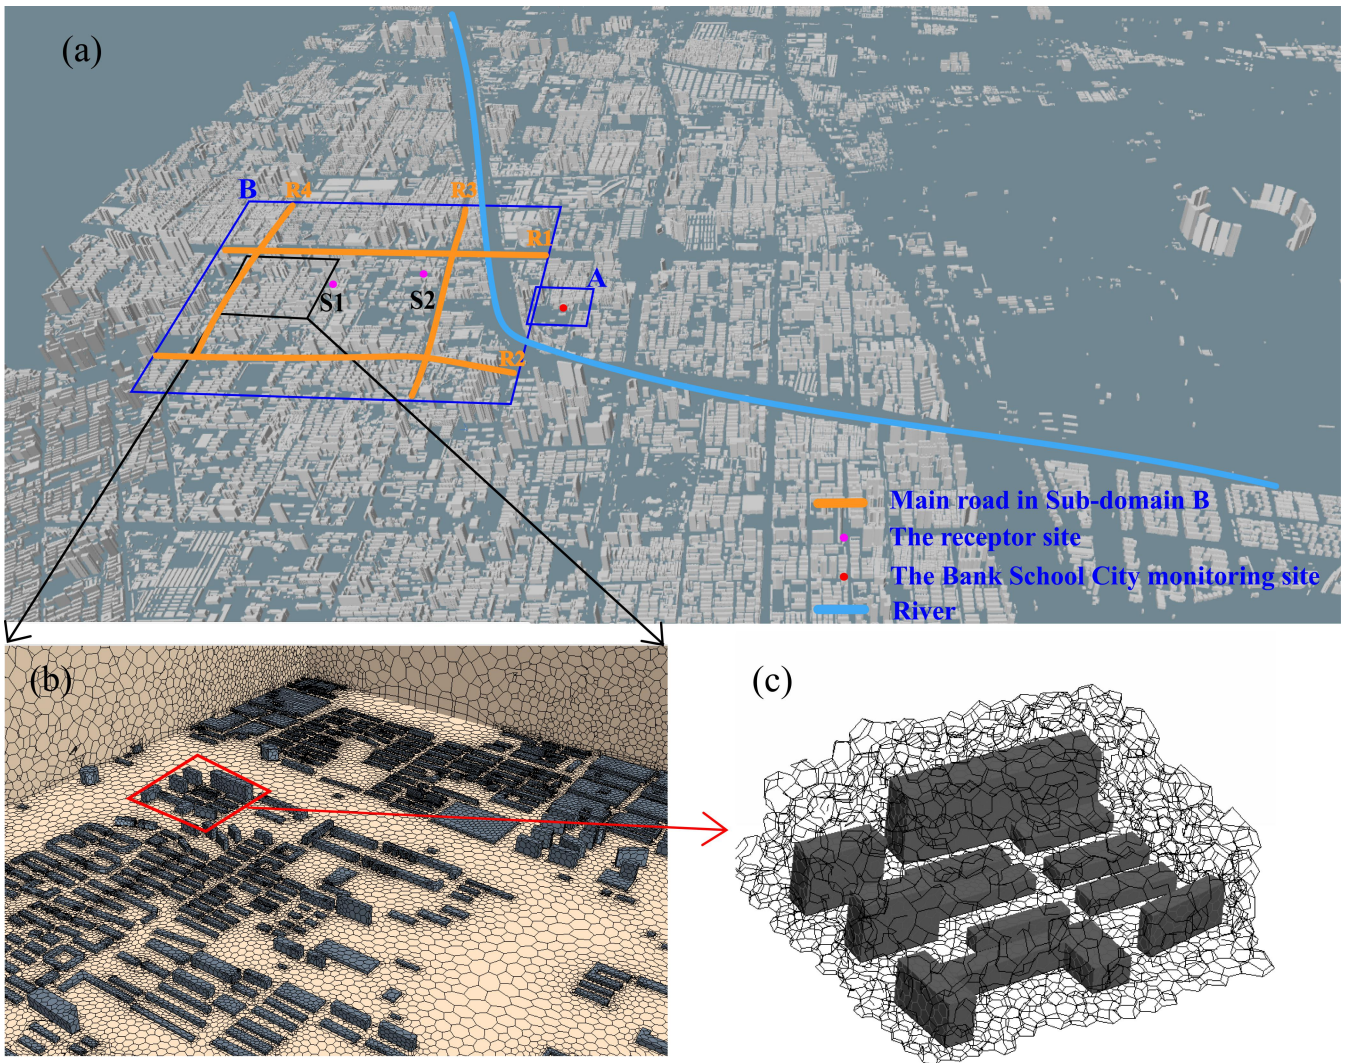 (a)
B
R4
R3
R1
A
S1
S2
R2
Main road in Sub-domain B
The receptor site
The Bank School City monitoring site
River
(b)
(c)